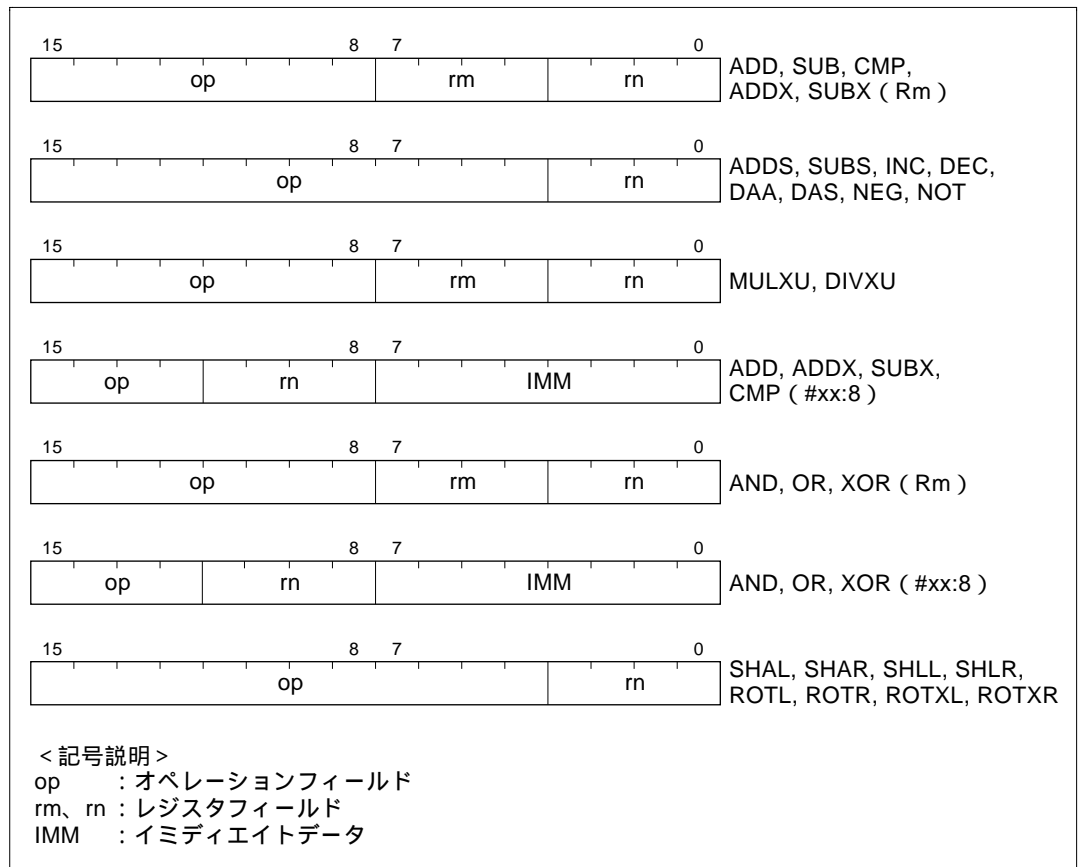 15 8 7 0
op rm rn
ADD, SUB, CMP,
ADDX, SUBX ( Rm )
15 8 7 0
op rn
ADDS, SUBS, INC, DEC,
DAA, DAS, NEG, NOT
15 8 7 0
op rm rn
MULXU, DIVXU
15 8 7 0
op rn IMM
ADD, ADDX, SUBX,
CMP ( #xx:8 )
15 8 7 0
op rm rn
AND, OR, XOR ( Rm )
15 8 7 0
op rn IMM
AND, OR, XOR ( #xx:8 )
15 8 7 0
op rn
SHAL, SHAR, SHLL, SHLR,
ROTL, ROTR, ROTXL, ROTXR
＜記号説明＞
op ：オペレーションフィールド
rm、rn ：レジスタフィールド
IMM ：イミディエイトデータ